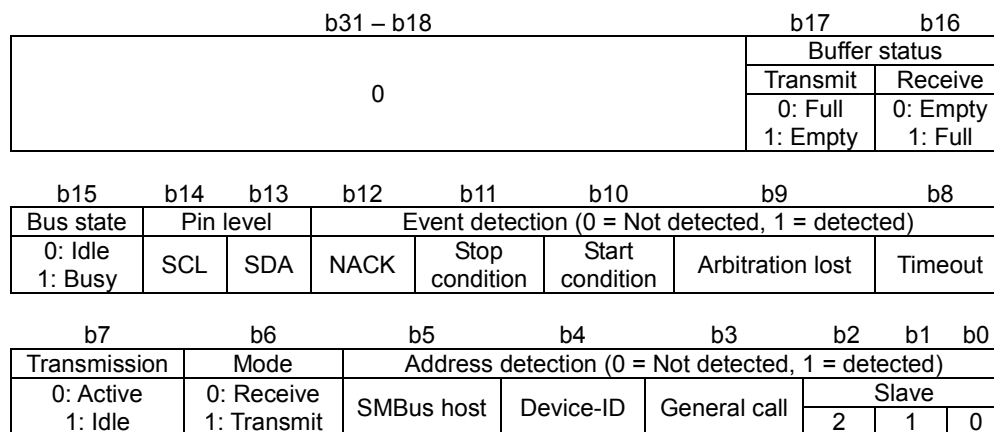 b31 – b18 b17 b16
Buffer status
0 Transmit Receive
0: Full 0: Empty
1: Empty 1: Full
b15 b14 b13 b12 b11 b10 b9 b8
Bus state Pin level Event detection (0 = Not detected, 1 = detected)
0: Idle SCL SDA NACK Stop Start Arbitration lost Timeout
1: Busy condition condition
b7 b6 b5 b4 b3 b2 b1 b0
Transmission Mode Address detection (0 = Not detected, 1 = detected)
0: Active 0: Receive SMBus host Device-ID General call Slave
1: Idle 1: Transmit 2 1 0